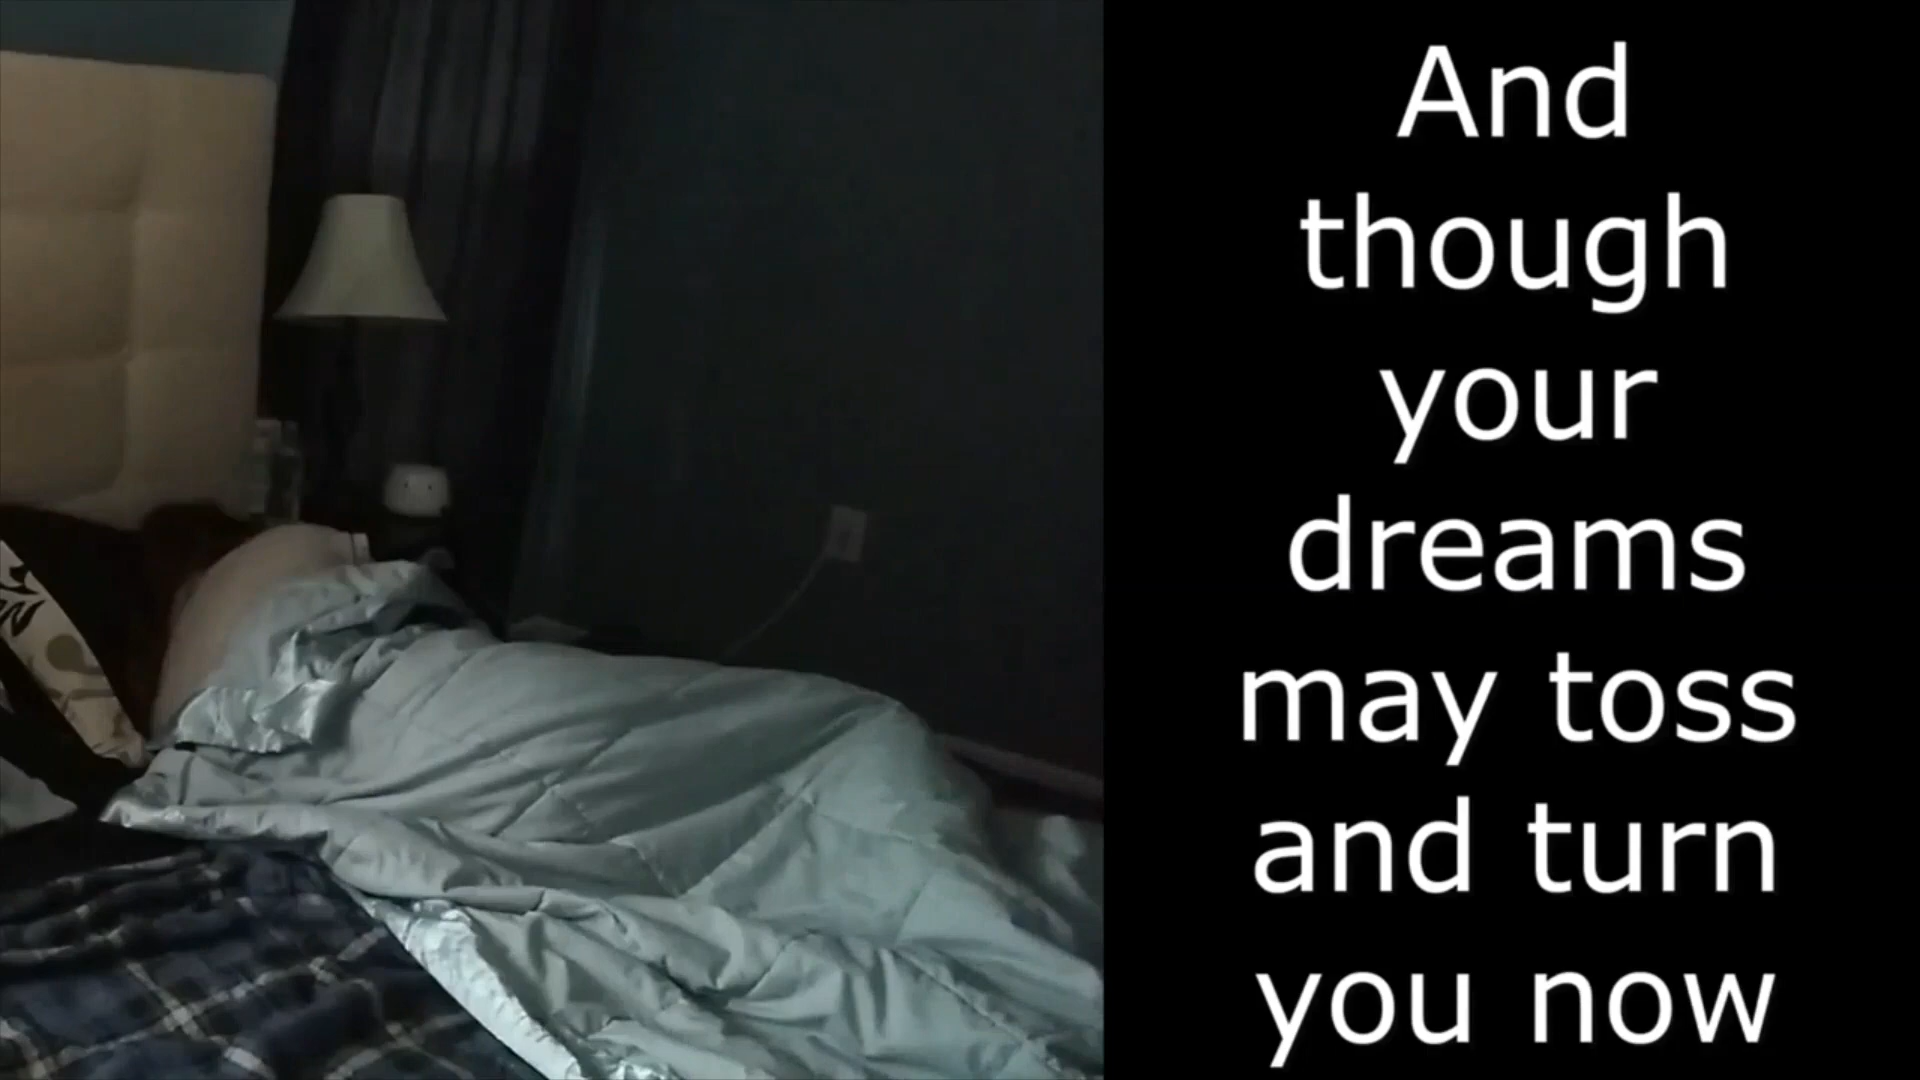 And
though
your
dreams
may toss
and turn
you now